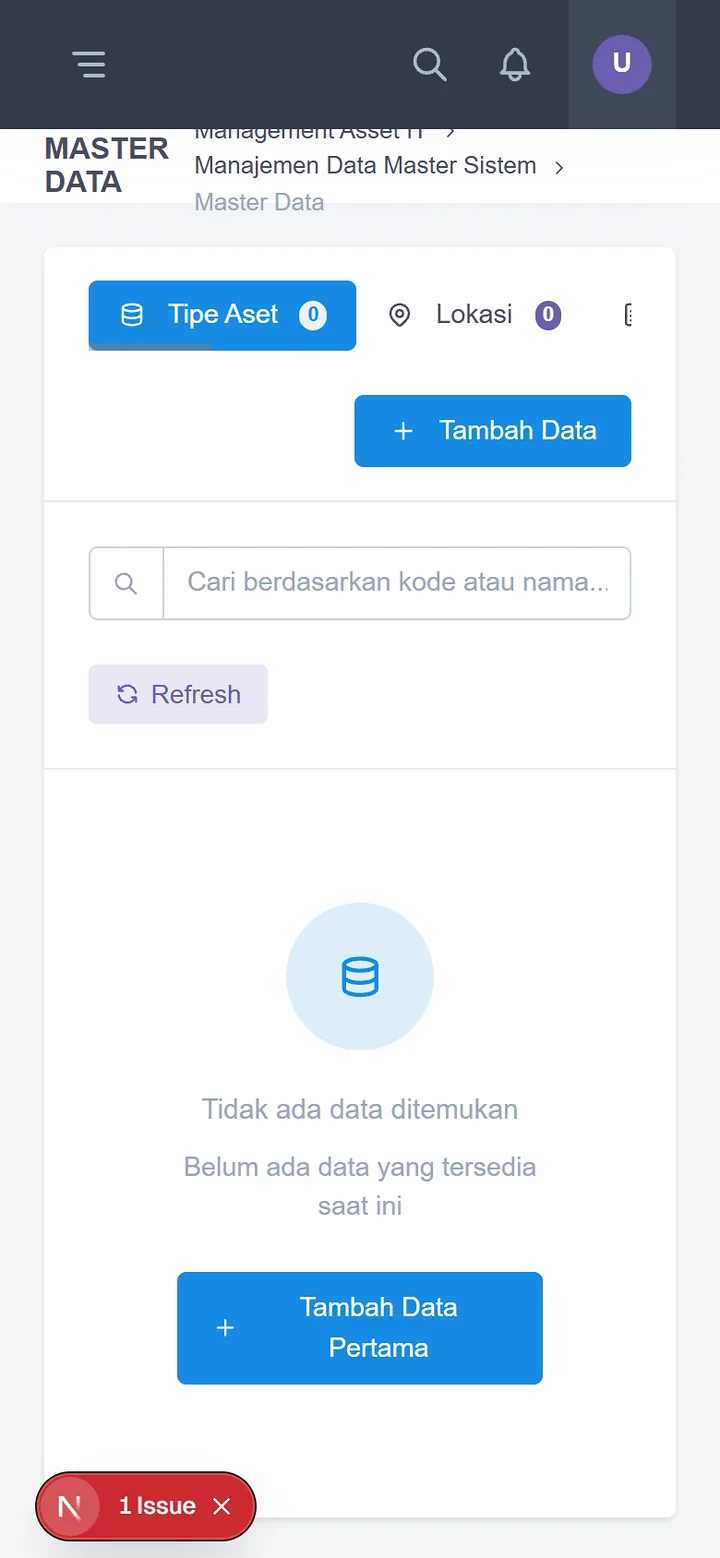 U
Management Asset IT
MASTER DATA
Manajemen Data Master Sistem
Master Data
Tipe Aset 0
Lokasi 0
Tambah Data
Cari berdasarkan kode atau nama...
Refresh
Tidak ada data ditemukan
Belum ada data yang tersedia
saat ini
Tambah Data
Pertama
N 1 Issue